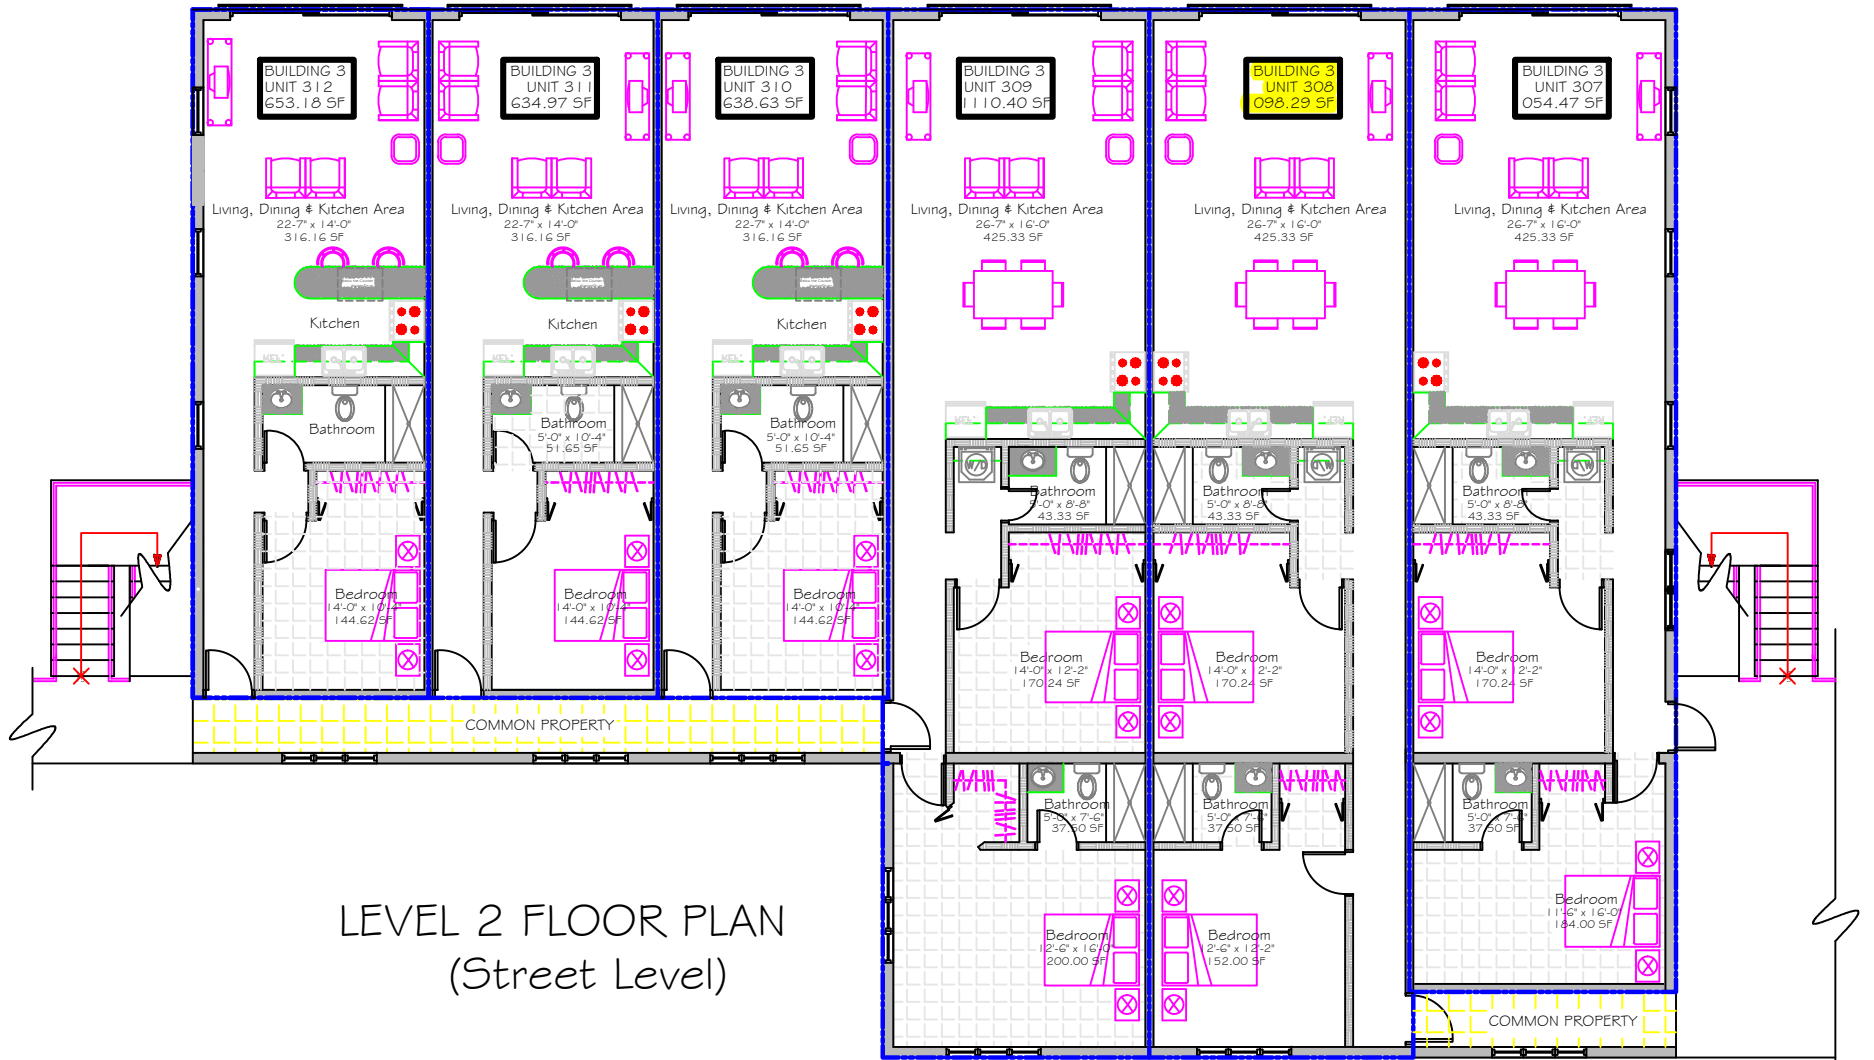 BUILDING 3
UNIT 312
653.18 SF
BUILDING 3
UNIT 311
634.97 SF
BUILDING 3
UNIT 310
638.63 SF
BUILDING 3
UNIT 309
1110.40 SF
BUILDING 3
UNIT 308
098.29 SF
BUILDING 3
UNIT 307
054.47 SF
Living, Dining & Kitchen Area
22-7" x 14'-0"
316.16 SF
Living, Dining & Kitchen Area
22-7" x 14'-0"
316.16 SF
Living, Dining & Kitchen Area
22-7" x 14'-0"
316.16 SF
Living, Dining & Kitchen Area
26-7" x 16'-0"
425.33 SF
Living, Dining & Kitchen Area
26-7" x 16'-0"
425.33 SF
Living, Dining & Kitchen Area
26-7" x 16'-0"
425.33 SF
Kitchen
Kitchen
Kitchen
REF.
REF.
REF.
REF.
REF.
REF.
Bathroom
Bathroom
5'-0" x 10'-4"
51.65 SF
Bathroom
5'-0" x 10'-4"
51.65 SF
W/D
W/D
W/D
Bathroom
5'-0" x 8'-8"
43.33 SF
Bathroom
5'-0" x 8'-8"
43.33 SF
Bathroom
5'-0" x 8'-8"
43.33 SF
Bedroom
14'-0" x 10'-4"
144.62 SF
Bedroom
14'-0" x 10'-4"
144.62 SF
Bedroom
14'-0" x 10'-4"
144.62 SF
Bedroom
14'-0" x 12'-2"
170.24 SF
Bedroom
14'-0" x 12'-2"
170.24 SF
Bedroom
14'-0" x 12'-2"
170.24 SF
COMMON PROPERTY
Bathroom
5'-0" x 7'-6"
37.50 SF
Bathroom
5'-0" x 7'-6"
37.50 SF
Bathroom
5'-0" x 7'-6"
37.50 SF
Bedroom
12'-6" x 16'-0"
200.00 SF
Bedroom
12'-6" x 12'-2"
152.00 SF
Bedroom
11'-6" x 16'-0"
184.00 SF
COMMON PROPERTY
LEVEL 2 FLOOR PLAN
(Street Level)